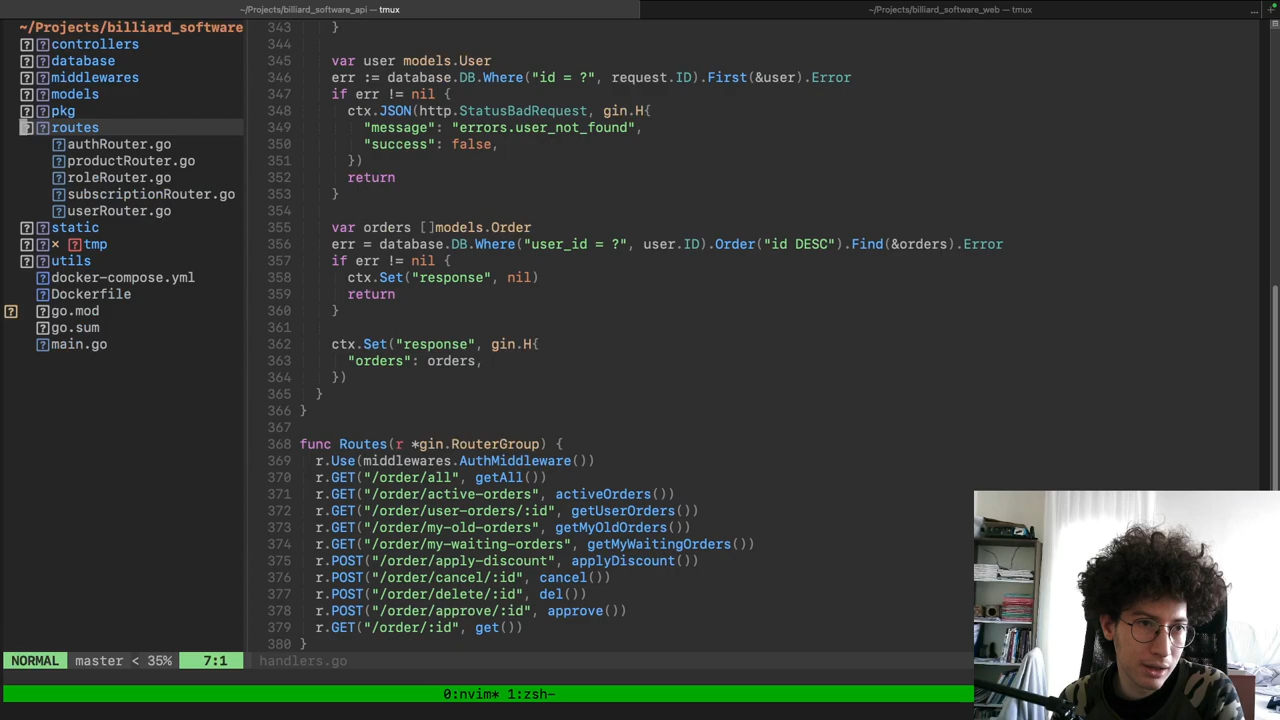 ~/Projects/billiard_software_api — tmux
~/Projects/billiard_software_web — tmux
~/Projects/billiard_software
controllers
database
middlewares
models
pkg
routes
authRouter.go
productRouter.go
roleRouter.go
subscriptionRouter.go
userRouter.go
static
× tmp
utils
docker-compose.yml
Dockerfile
go.mod
go.sum
main.go
343 }
344
345 var user models.User
346 err := database.DB.Where("id = ?", request.ID).First(&user).Error
347 if err != nil {
348 ctx.JSON(http.StatusBadRequest, gin.H{
349 "message": "errors.user_not_found",
350 "success": false,
351 })
352 return
353 }
354
355 var orders []models.Order
356 err = database.DB.Where("user_id = ?", user.ID).Order("id DESC").Find(&orders).Error
357 if err != nil {
358 ctx.Set("response", nil)
359 return
360 }
361
362 ctx.Set("response", gin.H{
363 "orders": orders,
364 })
365 }
366 }
367
368 func Routes(r *gin.RouterGroup) {
369 r.Use(middlewares.AuthMiddleware())
370 r.GET("/order/all", getAll())
371 r.GET("/order/active-orders", activeOrders())
372 r.GET("/order/user-orders/:id", getUserOrders())
373 r.GET("/order/my-old-orders", getMyOldOrders())
374 r.GET("/order/my-waiting-orders", getMyWaitingOrders())
375 r.POST("/order/apply-discount", applyDiscount())
376 r.POST("/order/cancel/:id", cancel())
377 r.POST("/order/delete/:id", del())
378 r.POST("/order/approve/:id", approve())
379 r.GET("/order/:id", get())
380 }
NORMAL master < 35% 7:1 handlers.go
0:nvim* 1:zsh-